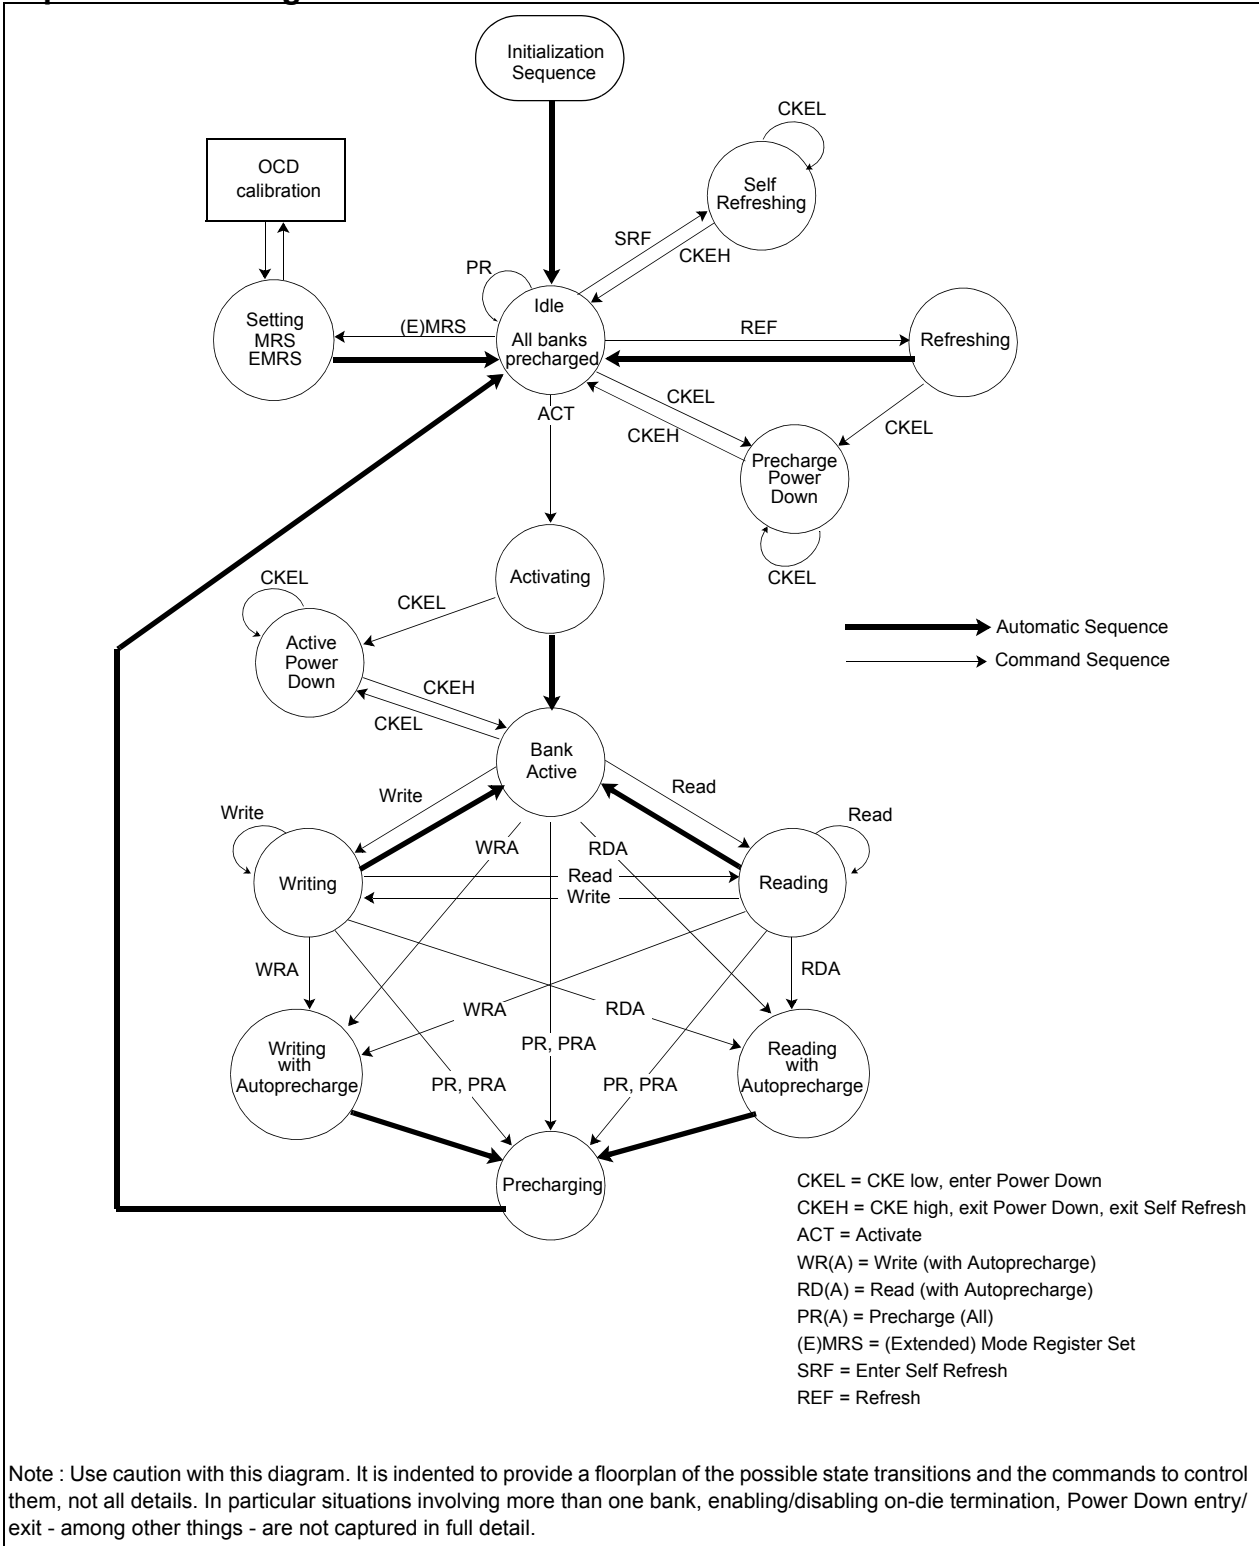 Initialization
Sequence
CKEL
OCD
calibration
Self
Refreshing
SRF
CKEH
PR
Idle
All banks
precharged
Setting
MRS
EMRS
(E)MRS
REF
Refreshing
CKEL
CKEH
CKEL
ACT
Precharge
Power
Down
CKEL
Activating
CKEL
CKEL
Active
Power
Down
Automatic Sequence
Command Sequence
CKEH
CKEL
Bank
Active
Write
Read
Write
Read
WRA
RDA
Writing
Read
Write
Reading
WRA
RDA
WRA
RDA
PR, PRA
Writing
with
Autoprecharge
Reading
with
Autoprecharge
PR, PRA
PR, PRA
Precharging
CKEL = CKE low, enter Power Down
CKEH = CKE high, exit Power Down, exit Self Refresh
ACT = Activate
WR(A) = Write (with Autoprecharge)
RD(A) = Read (with Autoprecharge)
PR(A) = Precharge (All)
(E)MRS = (Extended) Mode Register Set
SRF = Enter Self Refresh
REF = Refresh
Note : Use caution with this diagram. It is indented to provide a floorplan of the possible state transitions and the commands to control
them, not all details. In particular situations involving more than one bank, enabling/disabling on-die termination, Power Down entry/
exit - among other things - are not captured in full detail.